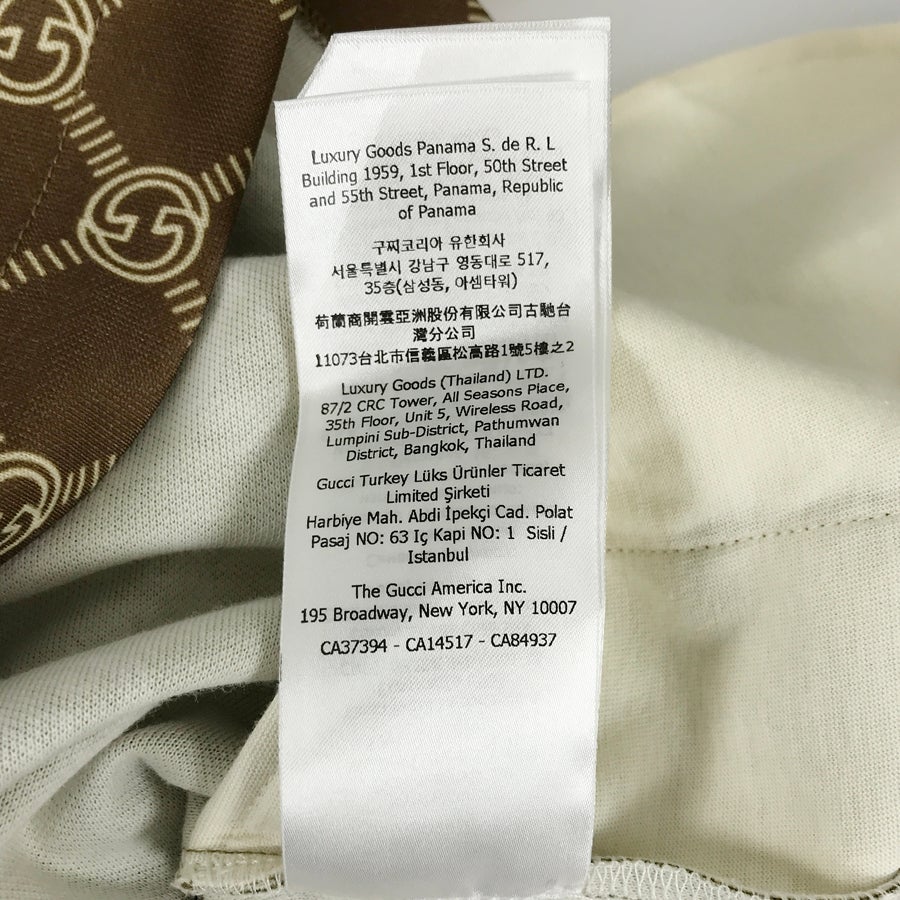 Luxury Goods Panama S. de R. L
Building 1959, 1st Floor, 50th Street
and 55th Street, Panama, Republic
of Panama
구찌코리아 유한회사
서울특별시 강남구 영동대로 517,
35층(삼성동, 아셈타워)
荷蘭商開雲亞洲股份有限公司古馳台
灣分公司
11073台北市信義區松高路1號5樓之2
Luxury Goods (Thailand) LTD.
87/2 CRC Tower, All Seasons Place,
35th Floor, Unit 5, Wireless Road,
Lumpini Sub-District, Pathumwan
District, Bangkok, Thailand
Gucci Turkey Lüks Ürünler Ticaret
Limited Şirketi
Harbiye Mah. Abdi İpekçi Cad. Polat
Pasaj NO: 63 Iç Kapi NO: 1 Sisli /
Istanbul
The Gucci America Inc.
195 Broadway, New York, NY 10007
CA37394 - CA14517 - CA84937